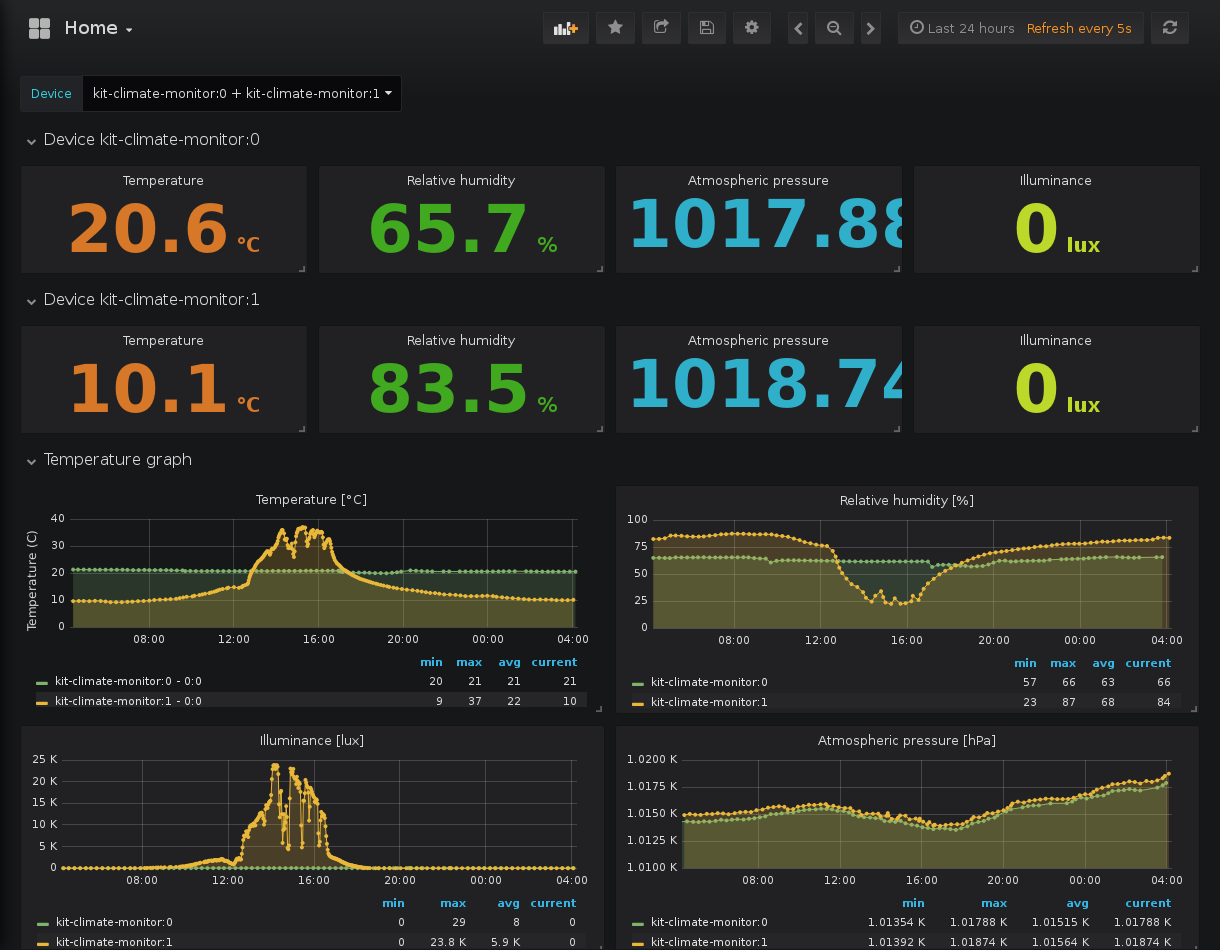 Home
Last 24 hours Refresh every 5s
Device kit-climate-monitor:0 + kit-climate-monitor:1
Device kit-climate-monitor:0
Temperature Relative humidity Atmospheric pressure Illuminance
20.6 °C 65.7 % 1017.88 0 lux
Device kit-climate-monitor:1
Temperature Relative humidity Atmospheric pressure Illuminance
10.1 °C 83.5 % 1018.74 0 lux
Temperature graph
Temperature [°C]
Temperature (C)
40
30
20
10
0
08:00 12:00 16:00 20:00 00:00 04:00
min max avg current
kit-climate-monitor:0 - 0:0 20 21 21 21
kit-climate-monitor:1 - 0:0 9 37 22 10
Relative humidity [%]
100
75
50
25
0
08:00 12:00 16:00 20:00 00:00 04:00
min max avg current
kit-climate-monitor:0 57 66 63 66
kit-climate-monitor:1 23 87 68 84
Illuminance [lux]
25 K
20 K
15 K
10 K
5 K
0
08:00 12:00 16:00 20:00 00:00 04:00
min max avg current
kit-climate-monitor:0 0 29 8 0
kit-climate-monitor:1 0 23.8 K 5.9 K 0
Atmospheric pressure [hPa]
1.0200 K
1.0175 K
1.0150 K
1.0125 K
1.0100 K
08:00 12:00 16:00 20:00 00:00 04:00
min max avg current
kit-climate-monitor:0 1.01354 K 1.01788 K 1.01515 K 1.01788 K
kit-climate-monitor:1 1.01392 K 1.01874 K 1.01564 K 1.01874 K